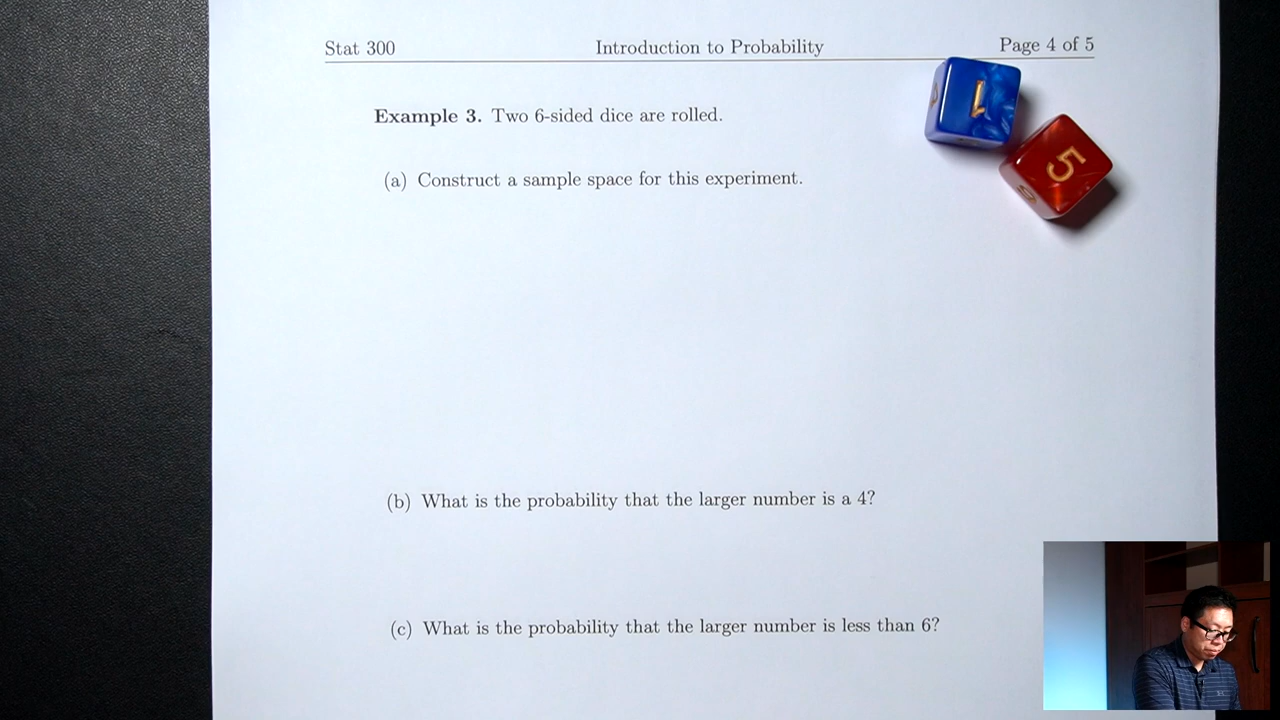 Stat 300 Introduction to Probability Page 4 of 5
Example 3. Two 6-sided dice are rolled.
1
5
(a) Construct a sample space for this experiment.
(b) What is the probability that the larger number is a 4?
(c) What is the probability that the larger number is less than 6?